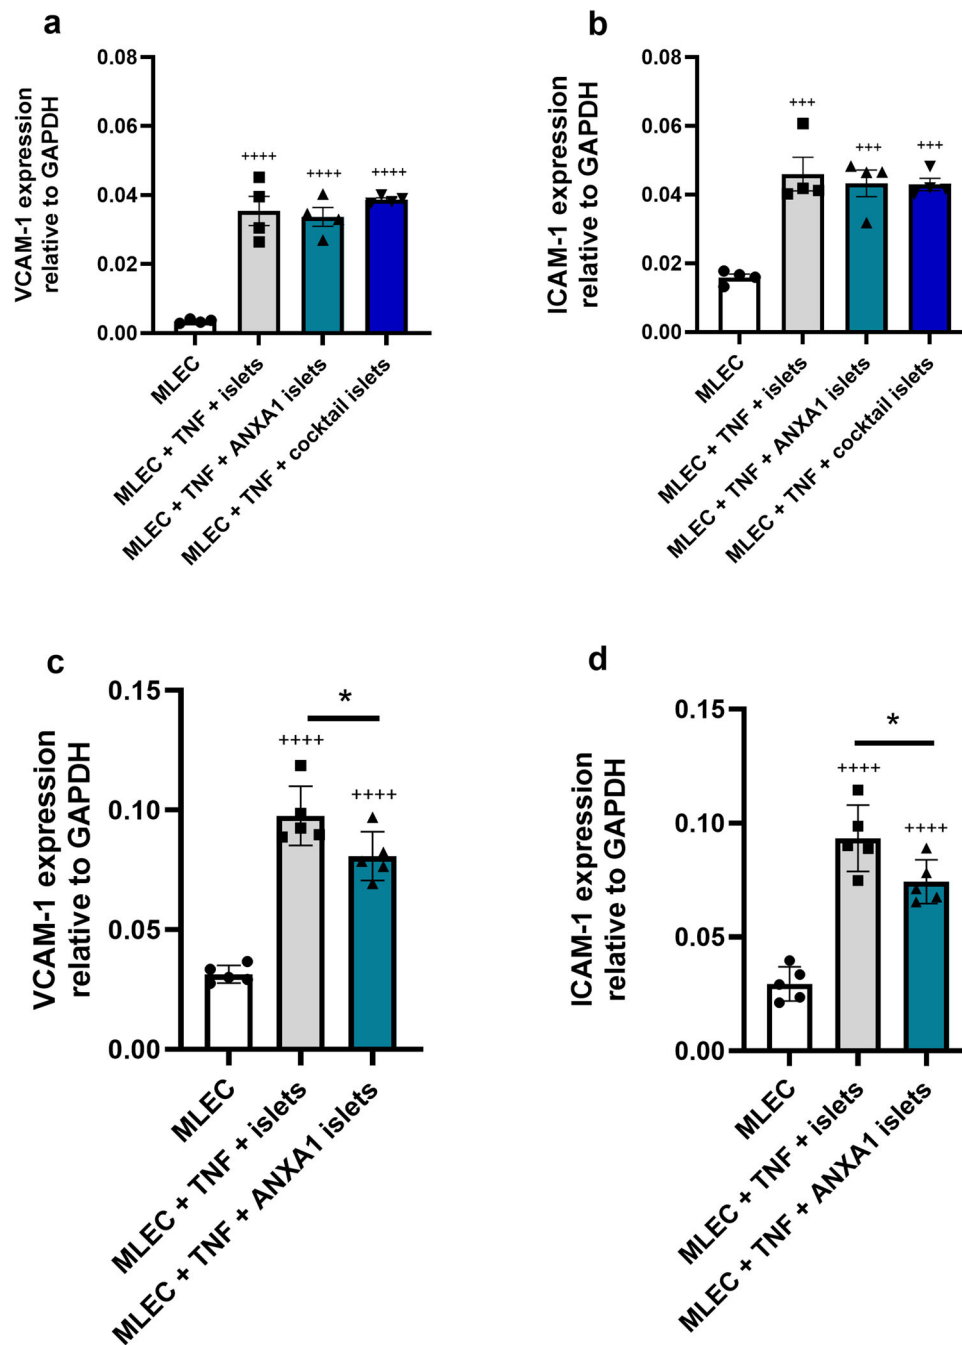 a
VCAM-1 expression
relative to GAPDH
0.08
0.06
0.04
0.02
0.00
++++
++++
++++
MLEC
MLEC + TNF + islets
MLEC + TNF + ANXA1 islets
MLEC + TNF + cocktail islets
b
ICAM-1 expression
relative to GAPDH
0.08
0.06
0.04
0.02
0.00
+++
+++
+++
MLEC
MLEC + TNF + islets
MLEC + TNF + ANXA1 islets
MLEC + TNF + cocktail islets
c
VCAM-1 expression
relative to GAPDH
0.15
0.10
0.05
0.00
*
++++
++++
MLEC
MLEC + TNF + islets
MLEC + TNF + ANXA1 islets
d
ICAM-1 expression
relative to GAPDH
0.15
0.10
0.05
0.00
*
++++
++++
MLEC
MLEC + TNF + islets
MLEC + TNF + ANXA1 islets